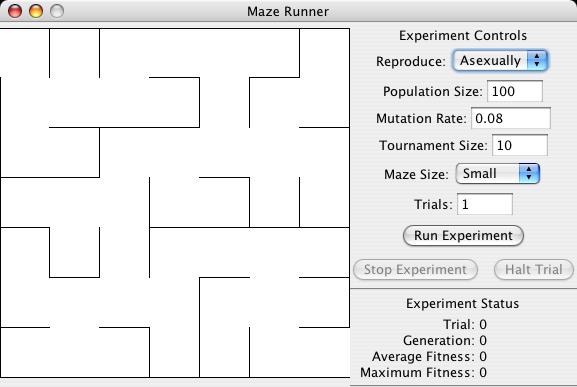 Maze Runner
Experiment Controls
Reproduce: Asexually
Population Size: 100
Mutation Rate: 0.08
Tournament Size: 10
Maze Size: Small
Trials: 1
Run Experiment
Stop Experiment Halt Trial
Experiment Status
Trial: 0
Generation: 0
Average Fitness: 0
Maximum Fitness: 0